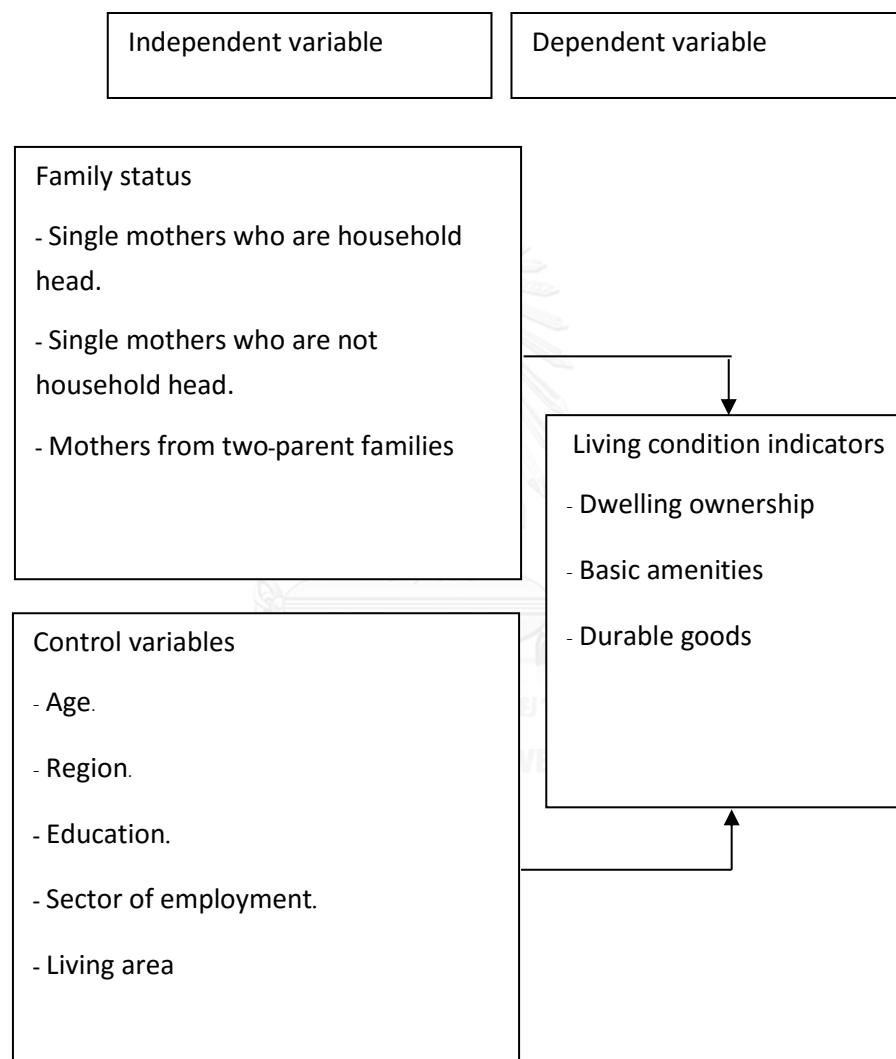 Independent variable
Dependent variable
Family status
- Single mothers who are household
head.
- Single mothers who are not
household head.
- Mothers from two-parent families
Living condition indicators
- Dwelling ownership
- Basic amenities
- Durable goods
Control variables
- Age.
- Region.
- Education.
- Sector of employment.
- Living area